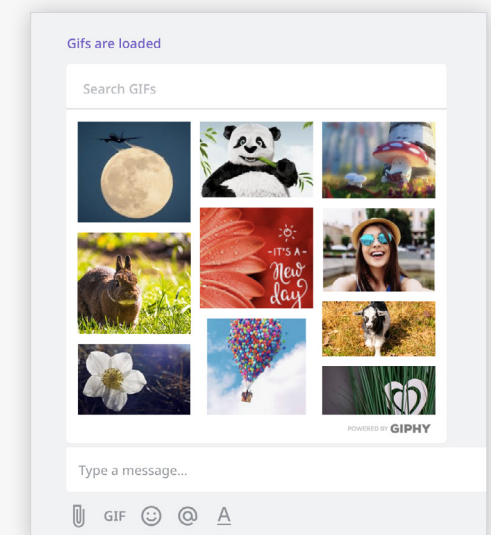 Gifs are loaded
Search GIFs
-IT'S A-
New
day
POWERED BY GIPHY
Type a message...
GIF
@
A